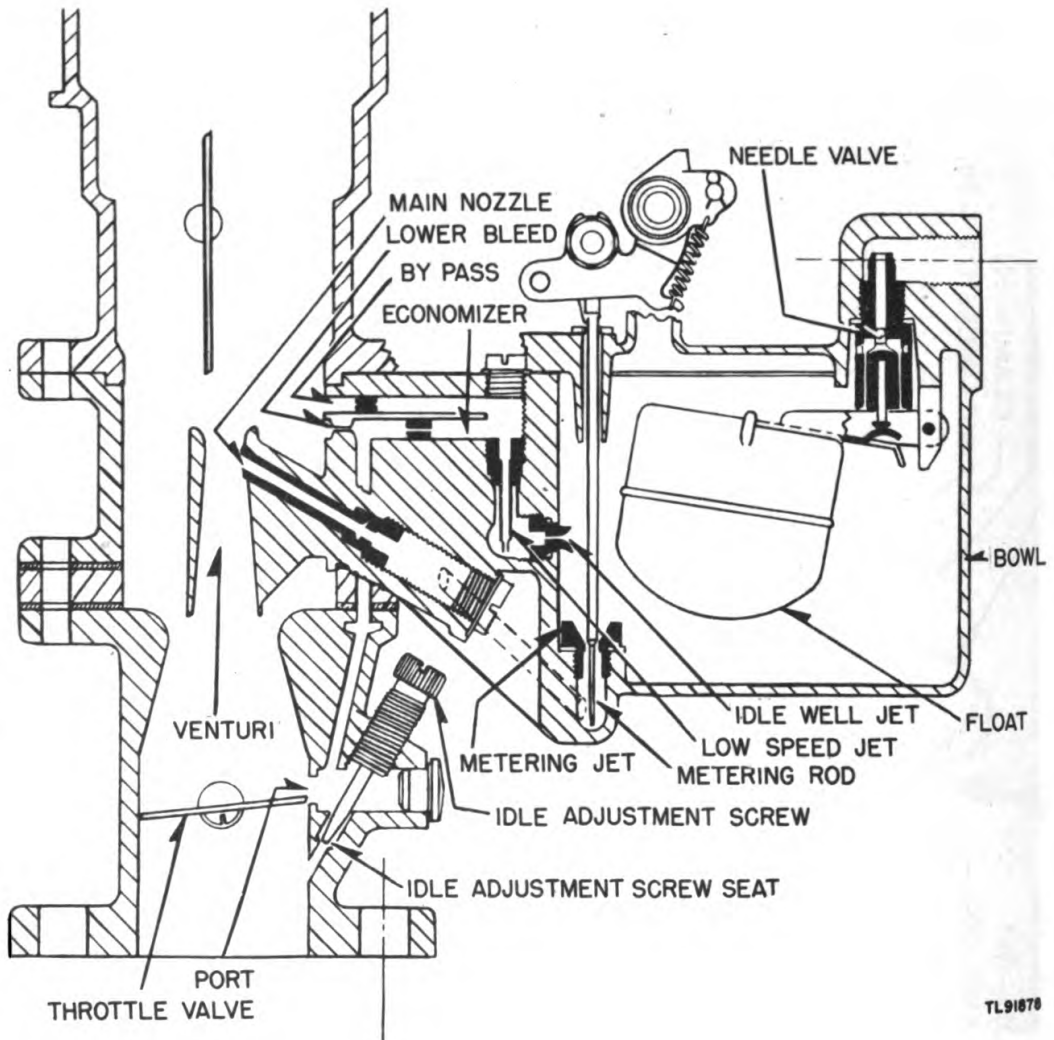 NEEDLE VALVE
MAIN NOZZLE
LOWER BLEED
BY PASS
ECONOMIZER
BOWL
VENTURI
IDLE WELL JET
FLOAT
METERING JET
LOW SPEED JET
METERING ROD
IDLE ADJUSTMENT SCREW
IDLE ADJUSTMENT SCREW SEAT
PORT
THROTTLE VALVE
TL91878